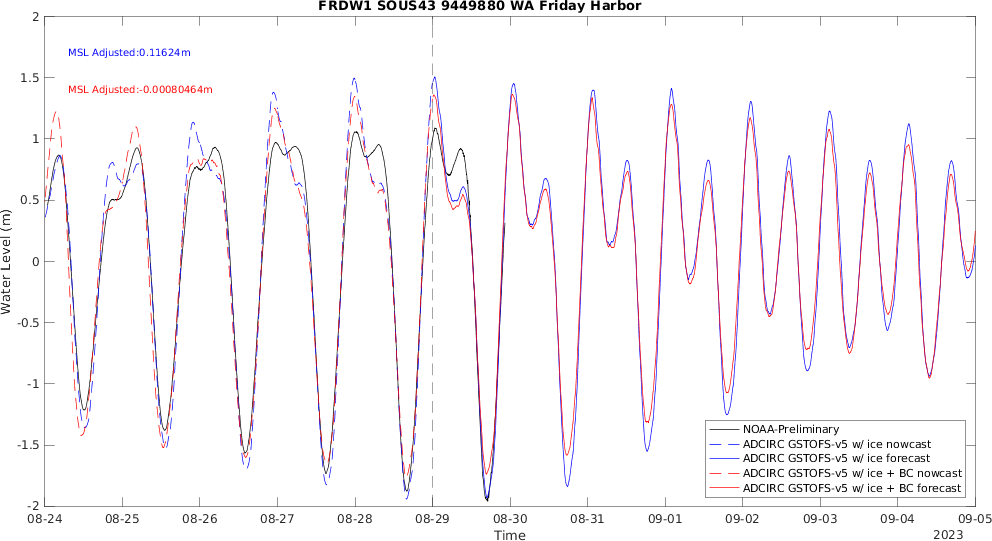 FRDW1 SOUS43 9449880 WA Friday Harbor
MSL Adjusted:0.11624m
MSL Adjusted:-0.00080464m
Water Level (m)
2
1.5
1
0.5
0
-0.5
-1
-1.5
-2
NOAA-Preliminary
ADCIRC GSTOFS-v5 w/ ice nowcast
ADCIRC GSTOFS-v5 w/ ice forecast
ADCIRC GSTOFS-v5 w/ ice + BC nowcast
ADCIRC GSTOFS-v5 w/ ice + BC forecast
08-24 08-25 08-26 08-27 08-28 08-29 08-30 08-31 09-01 09-02 09-03 09-04 09-05
Time
2023